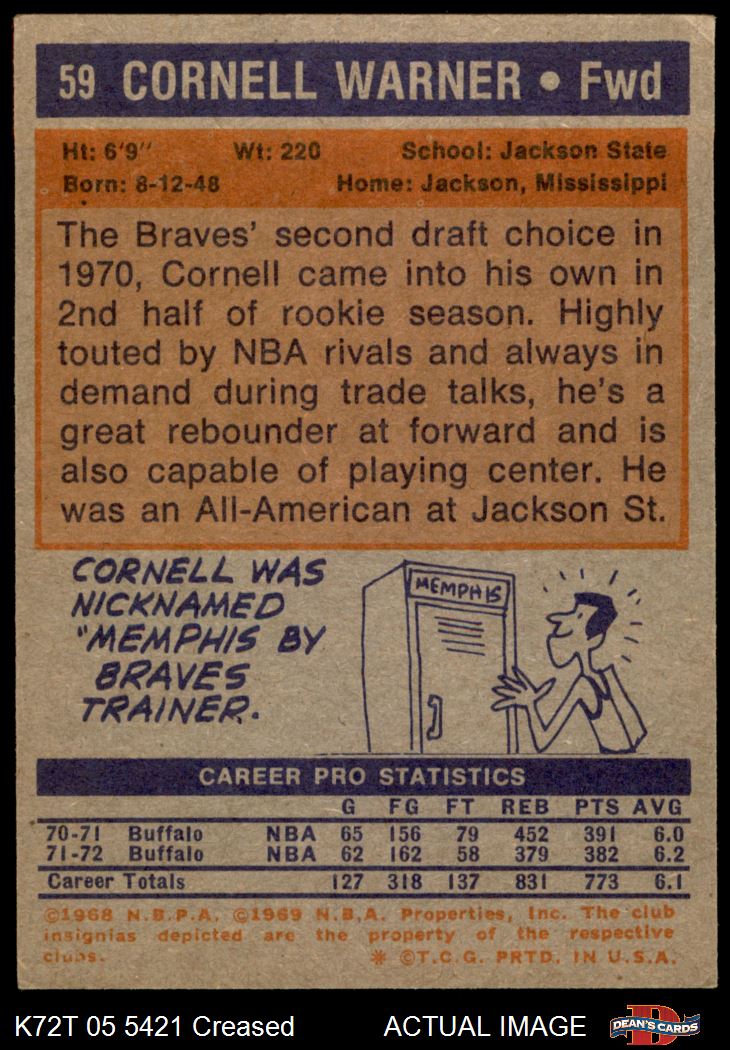 59 CORNELL WARNER • Fwd
Ht: 6'9" Wt: 220 School: Jackson State
Born: 8-12-48 Home: Jackson, Mississippi
The Braves' second draft choice in
1970, Cornell came into his own in
2nd half of rookie season. Highly
touted by NBA rivals and always in
demand during trade talks, he's a
great rebounder at forward and is
also capable of playing center. He
was an All-American at Jackson St.
CORNELL WAS
NICKNAMED
"MEMPHIS BY
BRAVES
TRAINER.
MEMPHIS
CAREER PRO STATISTICS
G FG FT REB PTS AVG
70-71 Buffalo NBA 65 156 79 452 391 6.0
71-72 Buffalo NBA 62 162 58 379 382 6.2
Career Totals 127 318 137 831 773 6.1
©1968 N.B.P.A. ©1969 N.B.A. Properties, Inc. The club
insignias depicted are the property of the respective
clubs. * ©T.C.G. PRTD. IN U.S.A.
K72T 05 5421 Creased ACTUAL IMAGE DEAN'S CARDS